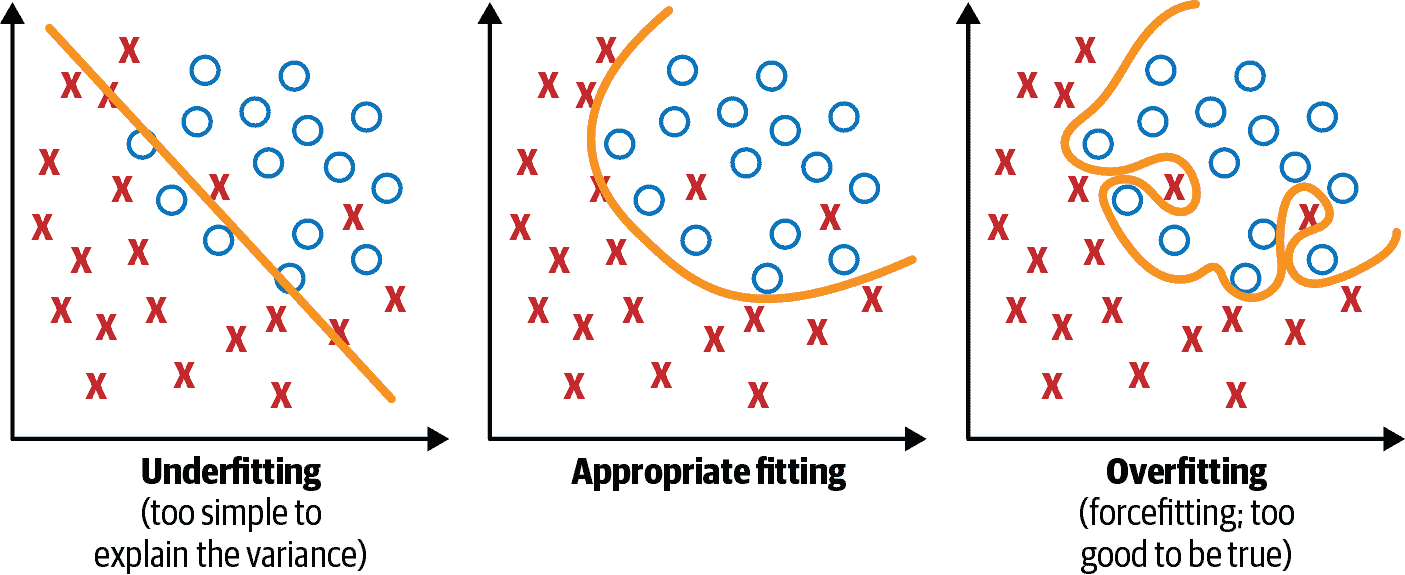 Underfitting
(too simple to
explain the variance)
Appropriate fitting
Overfitting
(forcefitting; too
good to be true)